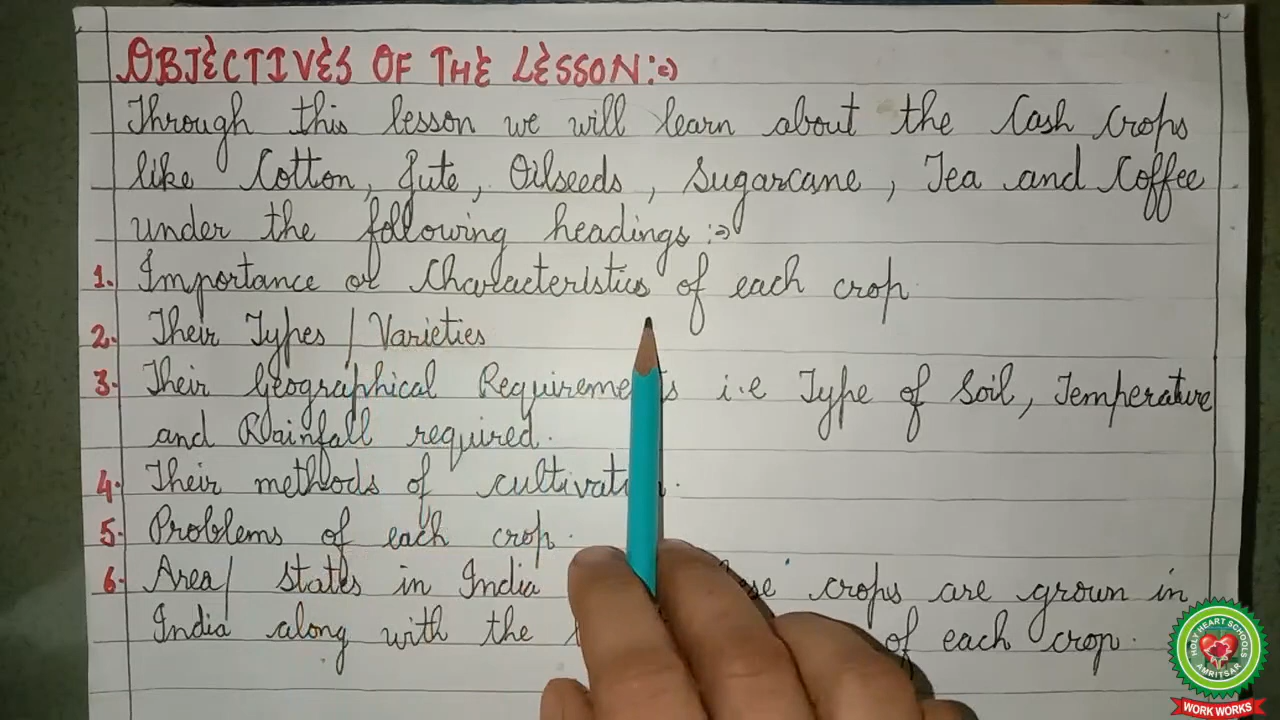 OBJECTIVES OF THE LESSON:⇒
Through this lesson we will learn about the Cash Crops
like Cotton, Jute, Oilseeds, Sugarcane, Tea and Coffee
under the following headings :⇒
1. Importance or Characteristics of each crop
2. Their Types / Varieties
3. Their Geographical Requirements i.e Type of Soil, Temperature
and Rainfall required.
4. Their methods of cultivation.
5. Problems of each crop.
6. Area/ states in India crops are grown in
India along with the of each crop.
HOLY HEART SCHOOLS
AMRITSAR
WORK WORKS